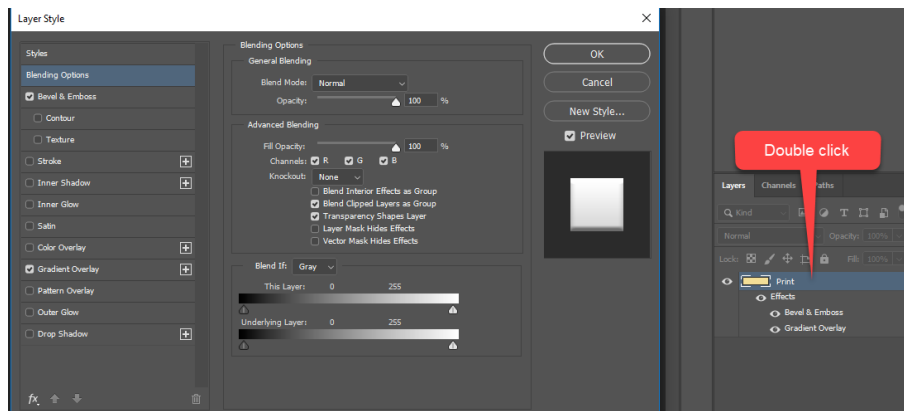 Layer Style
Styles
Blending Options
Bevel & Emboss
Contour
Texture
Stroke
Inner Shadow
Inner Glow
Satin
Color Overlay
Gradient Overlay
Pattern Overlay
Outer Glow
Drop Shadow
fx
Blending Options
General Blending
Blend Mode: Normal
Opacity: 100 %
Advanced Blending
Fill Opacity: 100 %
Channels: R G B
Knockout: None
Blend Interior Effects as Group
Blend Clipped Layers as Group
Transparency Shapes Layer
Layer Mask Hides Effects
Vector Mask Hides Effects
Blend If: Gray
This Layer: 0 255
Underlying Layer: 0 255
OK
Cancel
New Style...
Preview
Double click
Layers Channels Paths
Kind
Normal Opacity: 100%
Lock: Fill: 100%
Print
Effects
Bevel & Emboss
Gradient Overlay